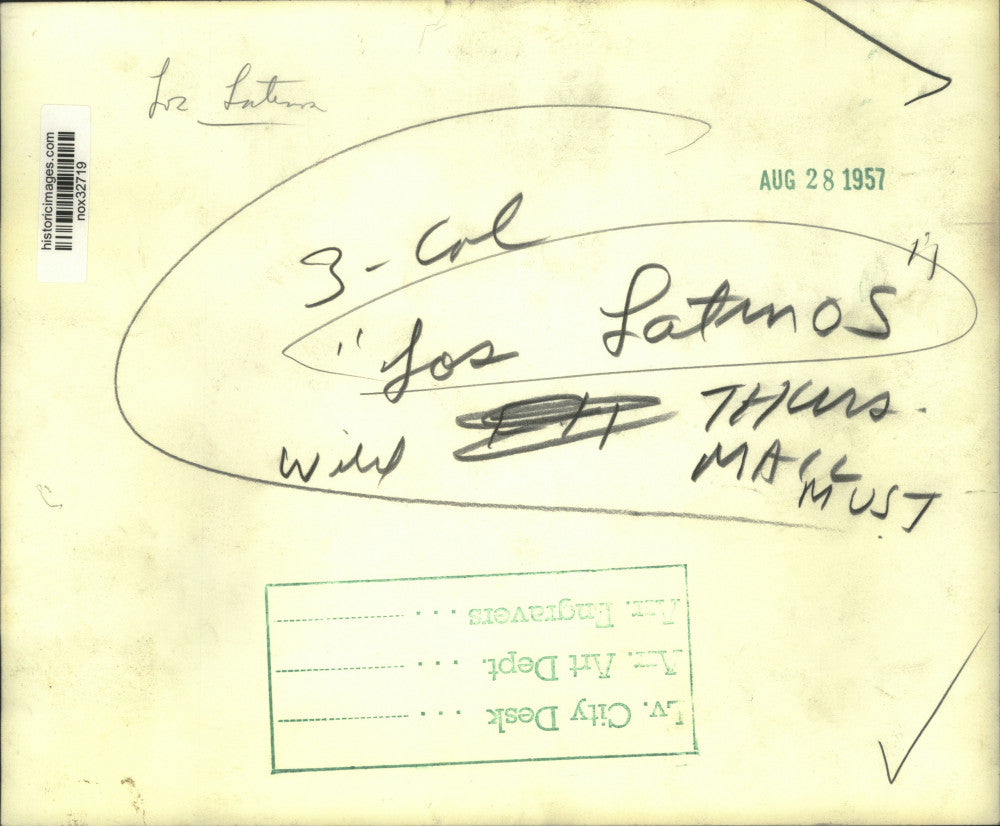 Los Latinos
historicimages.com
nox32719
AUG 28 1957
3 - Col
"Los Latinos"
Wild THURS.
MAIL
MUST
Lv. City Desk ...
Ar. Art Dept. ...
Ar. Engravers ...